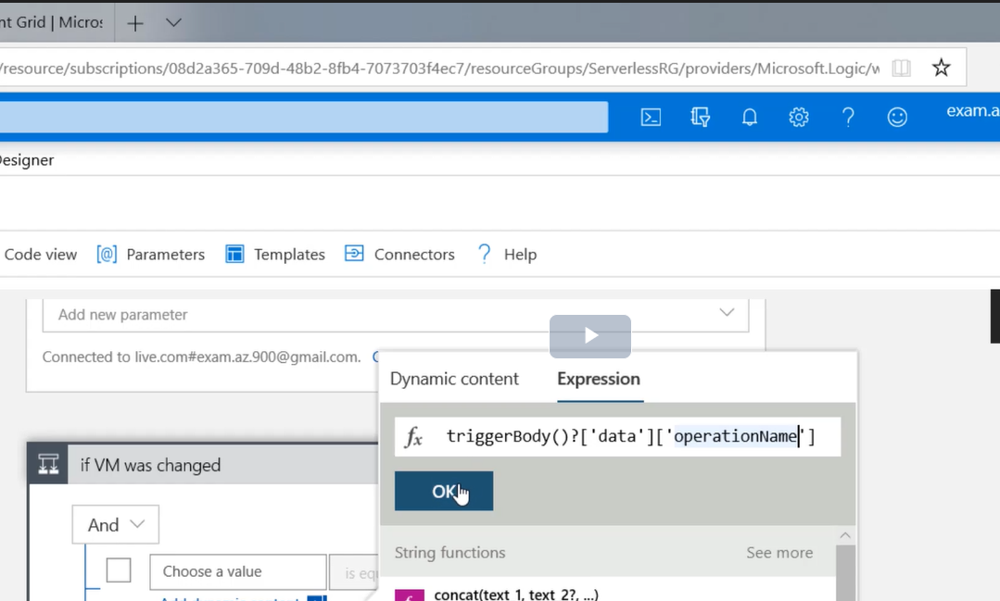 nt Grid | Micros
/resource/subscriptions/08d2a365-709d-48b2-8fb4-7073703f4ec7/resourceGroups/ServerlessRG/providers/Microsoft.Logic/w
exam.a
Designer
Code view Parameters Templates Connectors Help
Add new parameter
Connected to live.com#exam.az.900@gmail.com.
Dynamic content Expression
fx triggerBody()?['data']['operationName']
OK
if VM was changed
And
String functions See more
Choose a value is equ
concat(text 1, text 2?, ...)